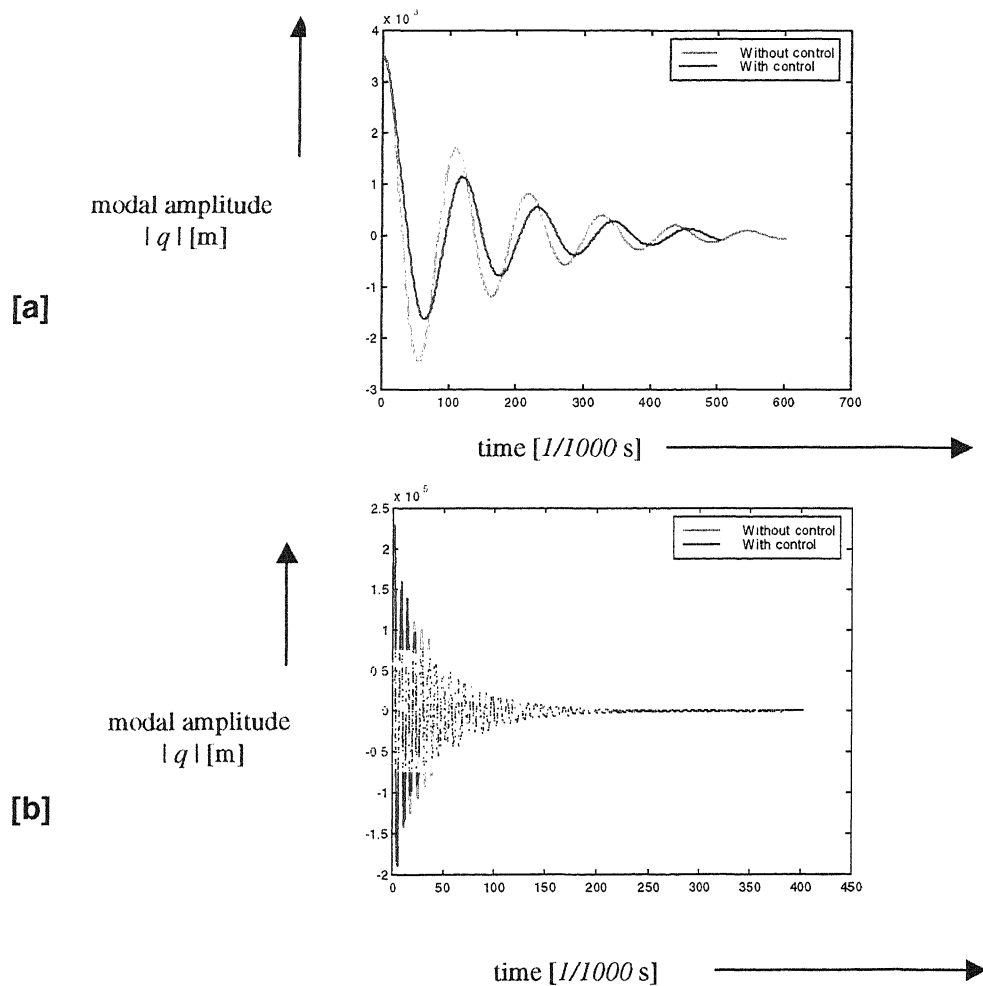 x 10 3
4
3
2
1
0
-1
-2
-3
0 100 200 300 400 500 600 700
Without control
With control
modal amplitude
| q | [m]
[a]
time [1/1000 s]
x 10 5
2.5
2
1.5
1
0 5
0
-0 5
-1
-1.5
-2
0 50 100 150 200 250 300 350 400 450
Without control
With control
modal amplitude
| q | [m]
[b]
time [1/1000 s]